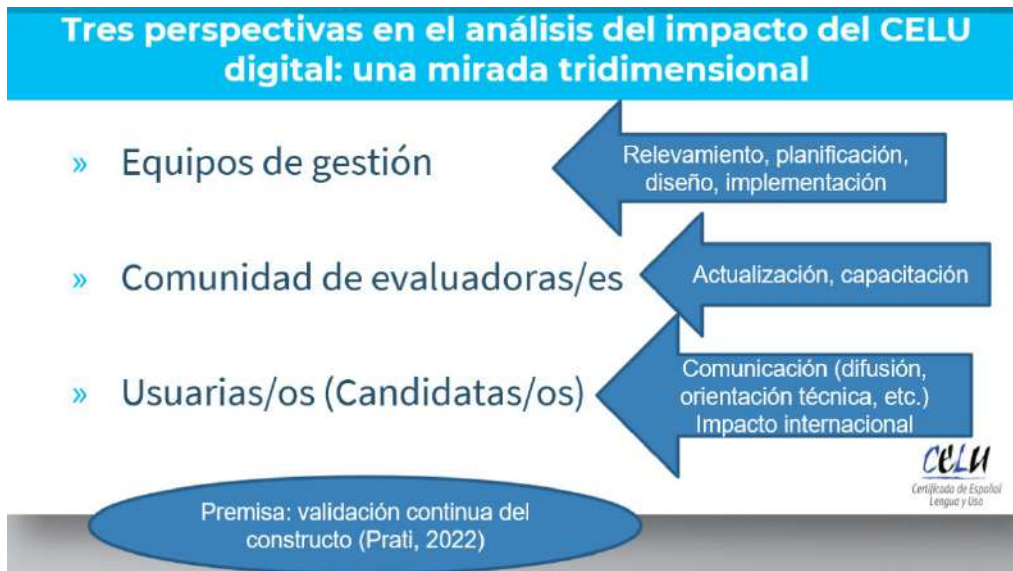 Tres perspectivas en el análisis del impacto del CELU
digital: una mirada tridimensional
» Equipos de gestión
Relevamiento, planificación,
diseño, implementación
» Comunidad de evaluadoras/es
Actualización, capacitación
» Usuarias/os (Candidatas/os)
Comunicación (difusión,
orientación técnica, etc.)
Impacto internacional
CELU
Certificado de Español
Lengua y Uso
Premisa: validación continua del
constructo (Prati, 2022)